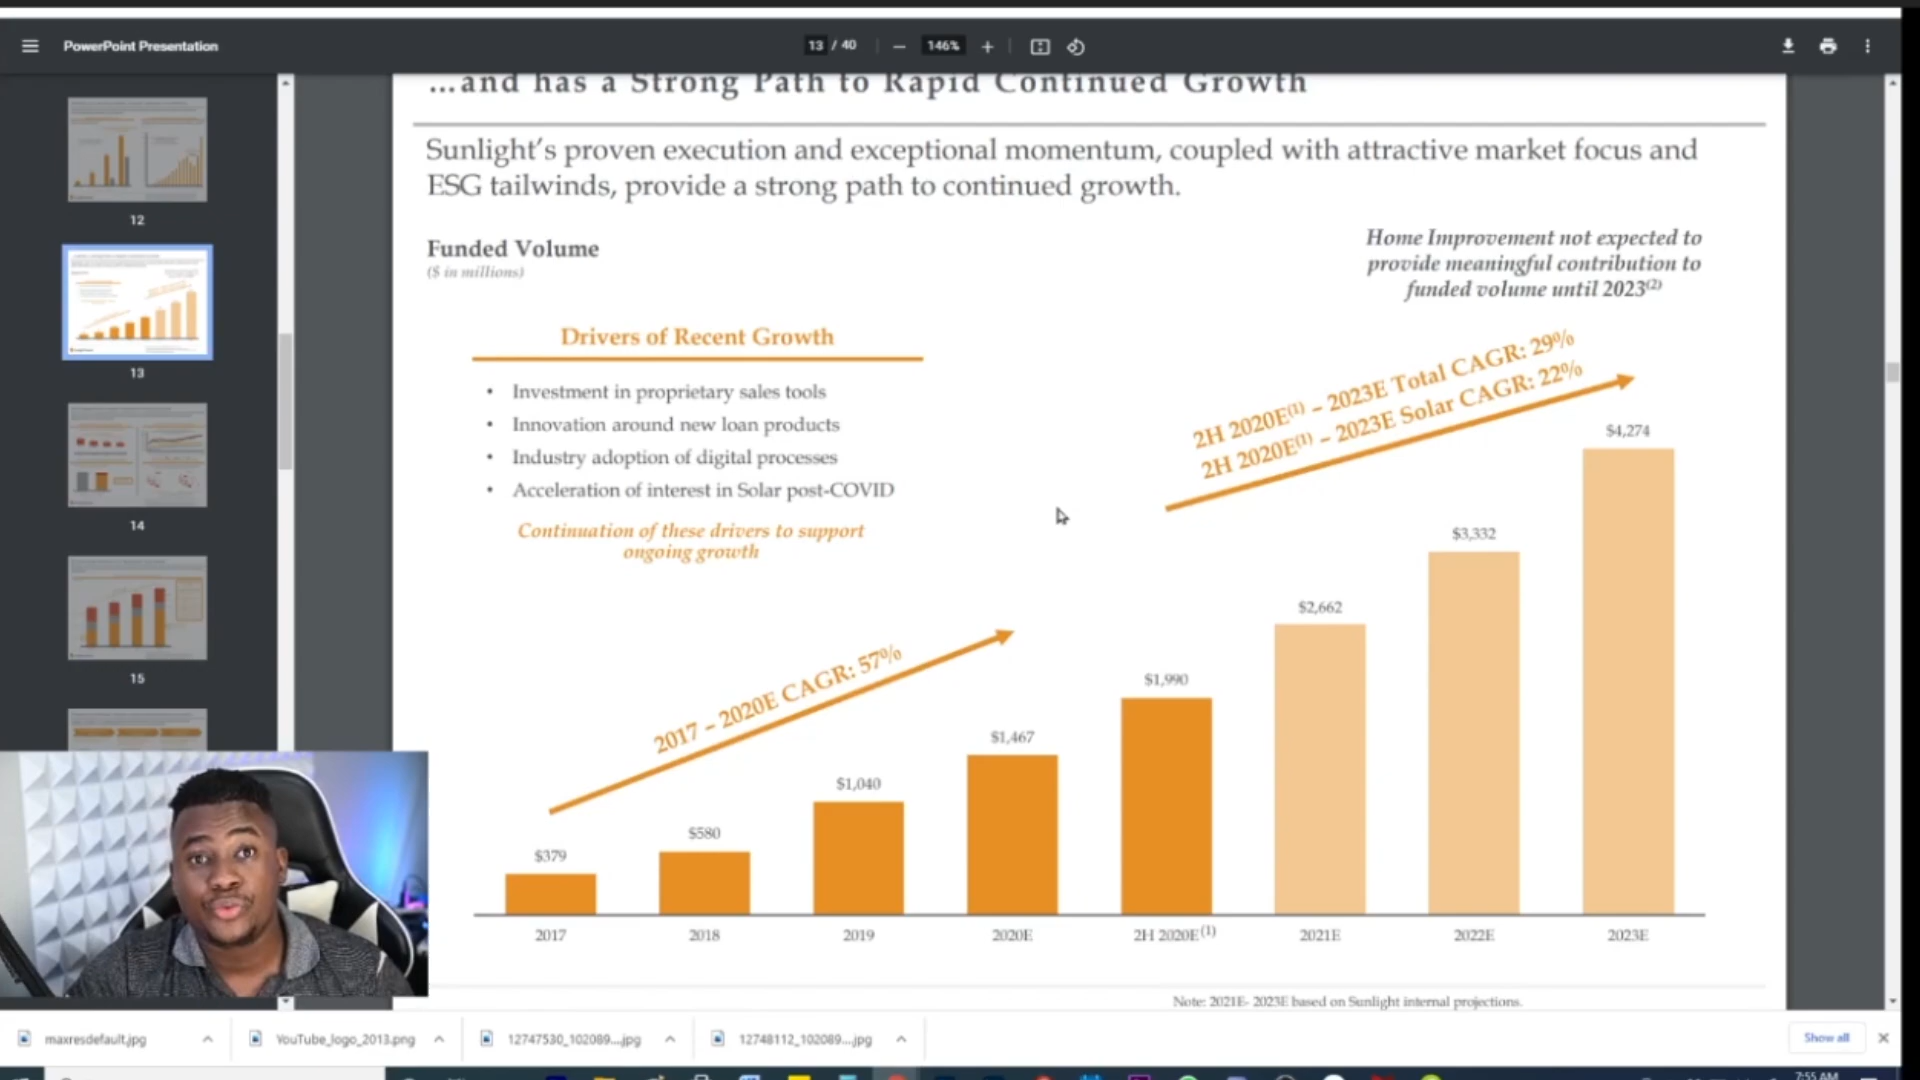 PowerPoint Presentation
13 / 40
146%
...and has a Strong Path to Rapid Continued Growth
Sunlight's proven execution and exceptional momentum, coupled with attractive market focus and
ESG tailwinds, provide a strong path to continued growth.
Funded Volume
($ in millions)
Home Improvement not expected to
provide meaningful contribution to
funded volume until 2023(2)
Drivers of Recent Growth
• Investment in proprietary sales tools
• Innovation around new loan products
• Industry adoption of digital processes
• Acceleration of interest in Solar post-COVID
Continuation of these drivers to support
ongoing growth
2017 – 2020E CAGR: 57%
2H 2020E(1) – 2023E Total CAGR: 29%
2H 2020E(1) – 2023E Solar CAGR: 22%
$379
$580
$1,040
$1,467
$1,990
$2,662
$3,332
$4,274
2017
2018
2019
2020E
2H 2020E(1)
2021E
2022E
2023E
Note: 2021E- 2023E based on Sunlight internal projections.
12
13
14
15
maxresdefault.jpg
YouTube_logo_2013.png
12747530_102089....jpg
12748112_102089....jpg
Show all
7:55 AM